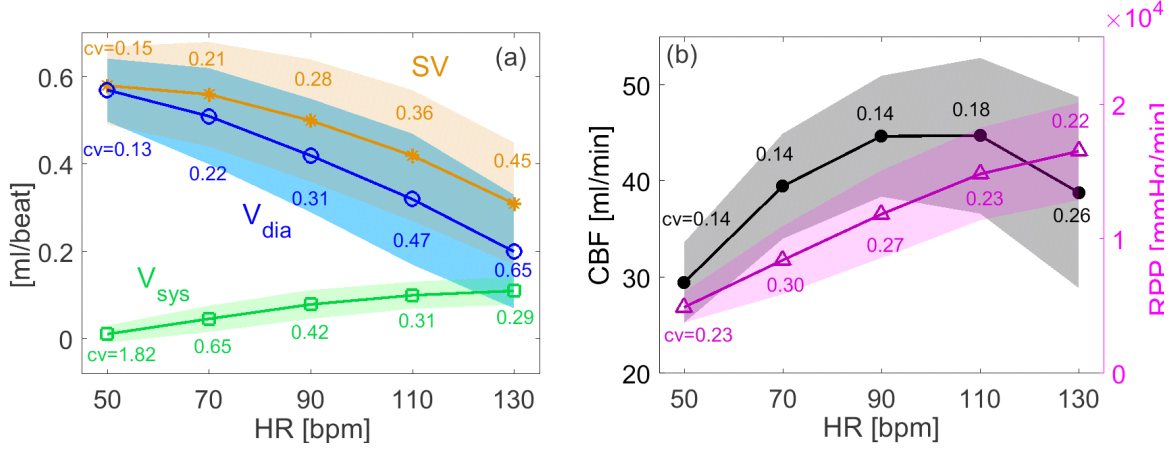 (a)
cv=0.15
0.21
0.28
0.36
0.45
SV
cv=0.13
0.22
0.31
0.47
0.65
V_dia
V_sys
cv=1.82
0.65
0.42
0.31
0.29
0.6
0.4
0.2
0
[ml/beat]
50 70 90 110 130
HR [bpm]
(b)
×10⁴
50
40
30
20
CBF [ml/min]
cv=0.14
0.14
0.14
0.18
0.26
cv=0.23
0.30
0.27
0.23
0.22
2
1
0
RPP [mmHg/min]
50 70 90 110 130
HR [bpm]